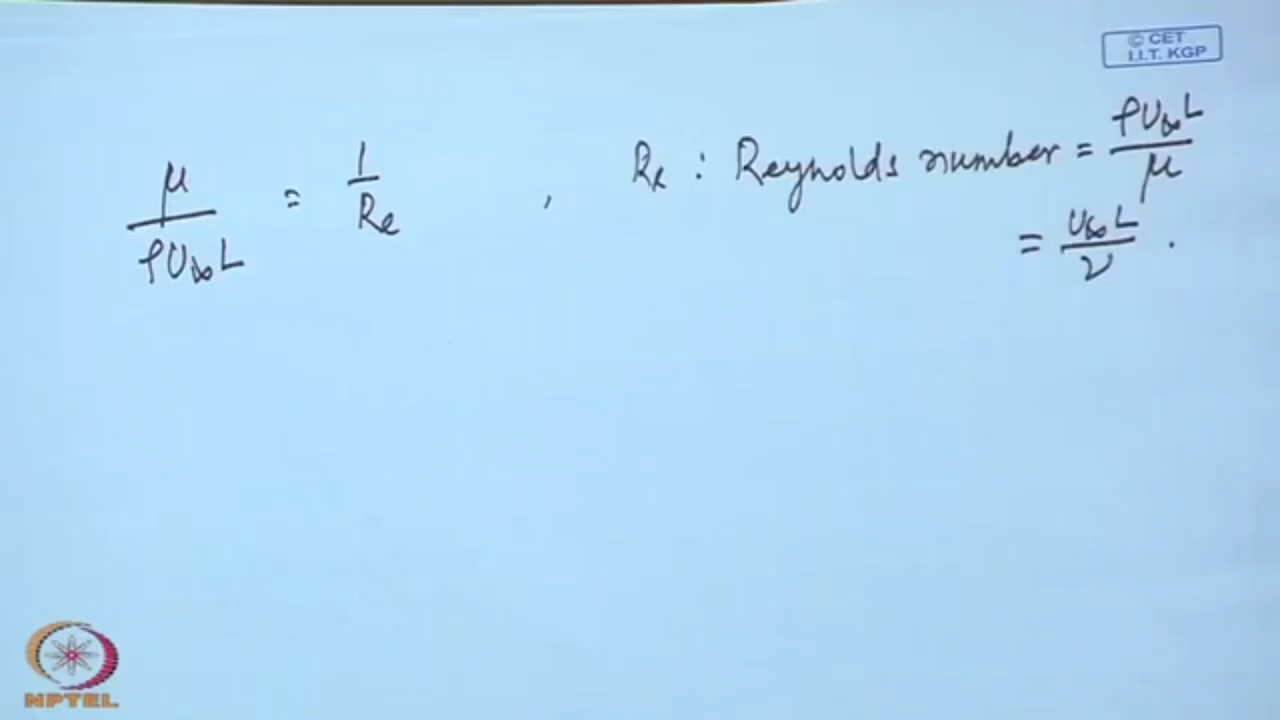 © CET
I.I.T. KGP
μ / ρU∞L = 1 / Re , Re : Reynolds number = ρU∞L / μ
= U∞L / ν .
NPTEL